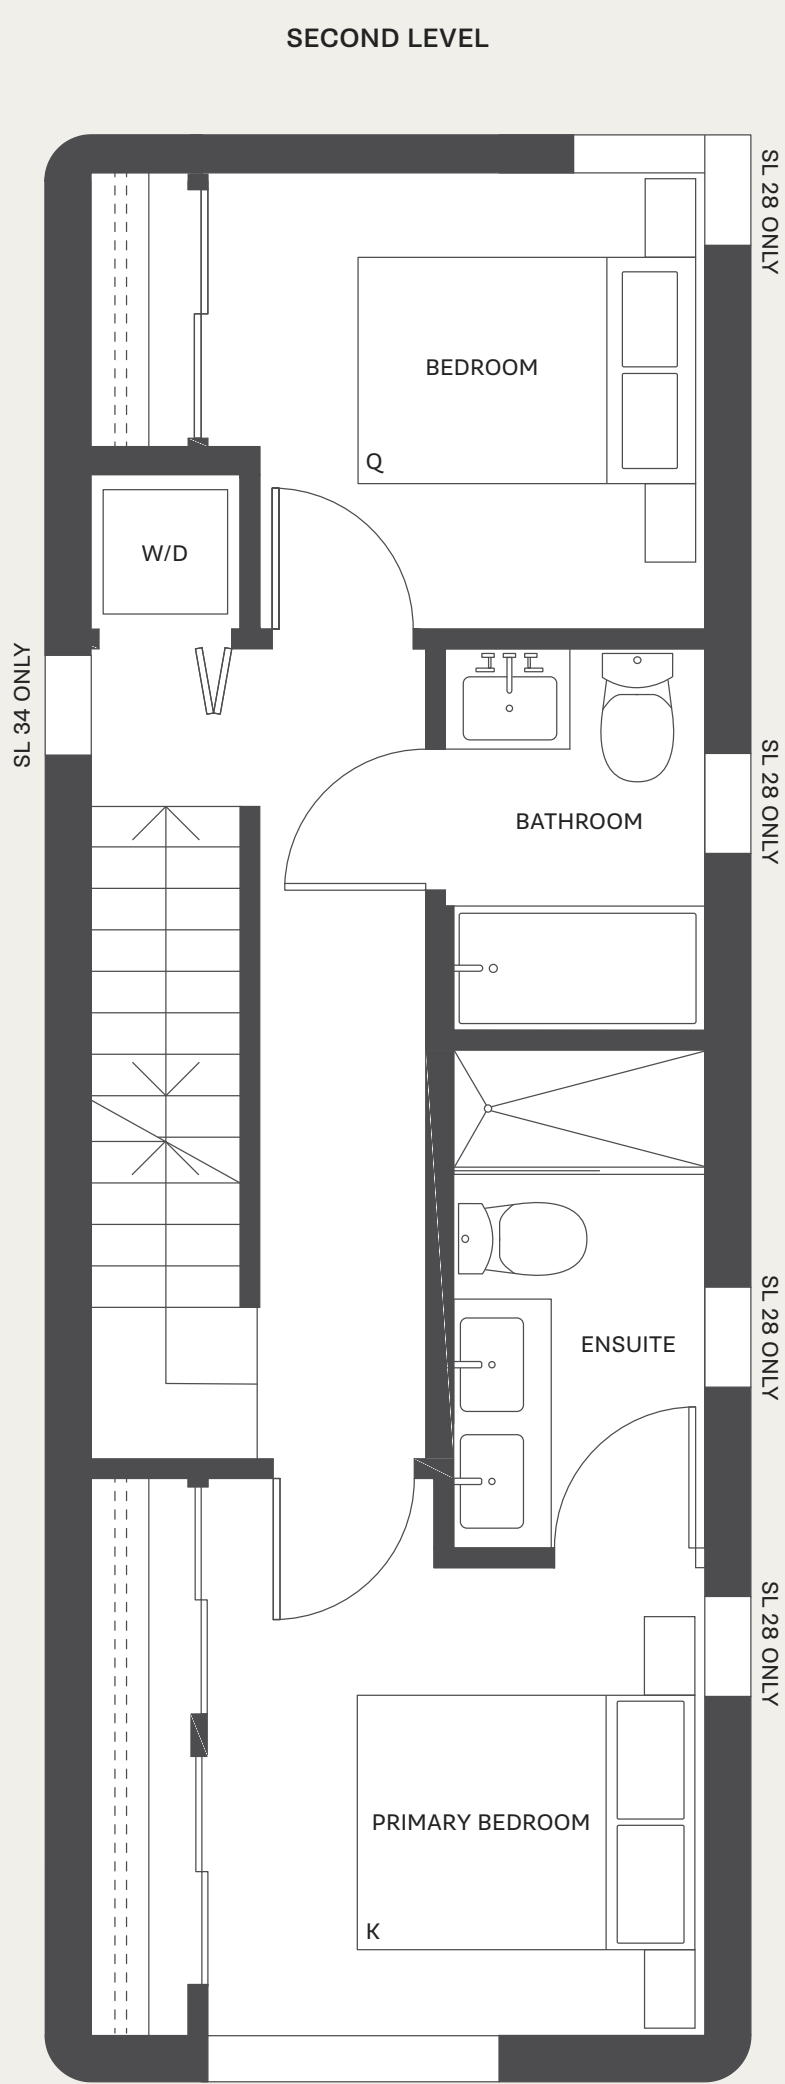 SECOND LEVEL
SL 28 ONLY
BEDROOM
Q
W/D
SL 34 ONLY
SL 28 ONLY
BATHROOM
SL 28 ONLY
ENSUITE
SL 28 ONLY
PRIMARY BEDROOM
K